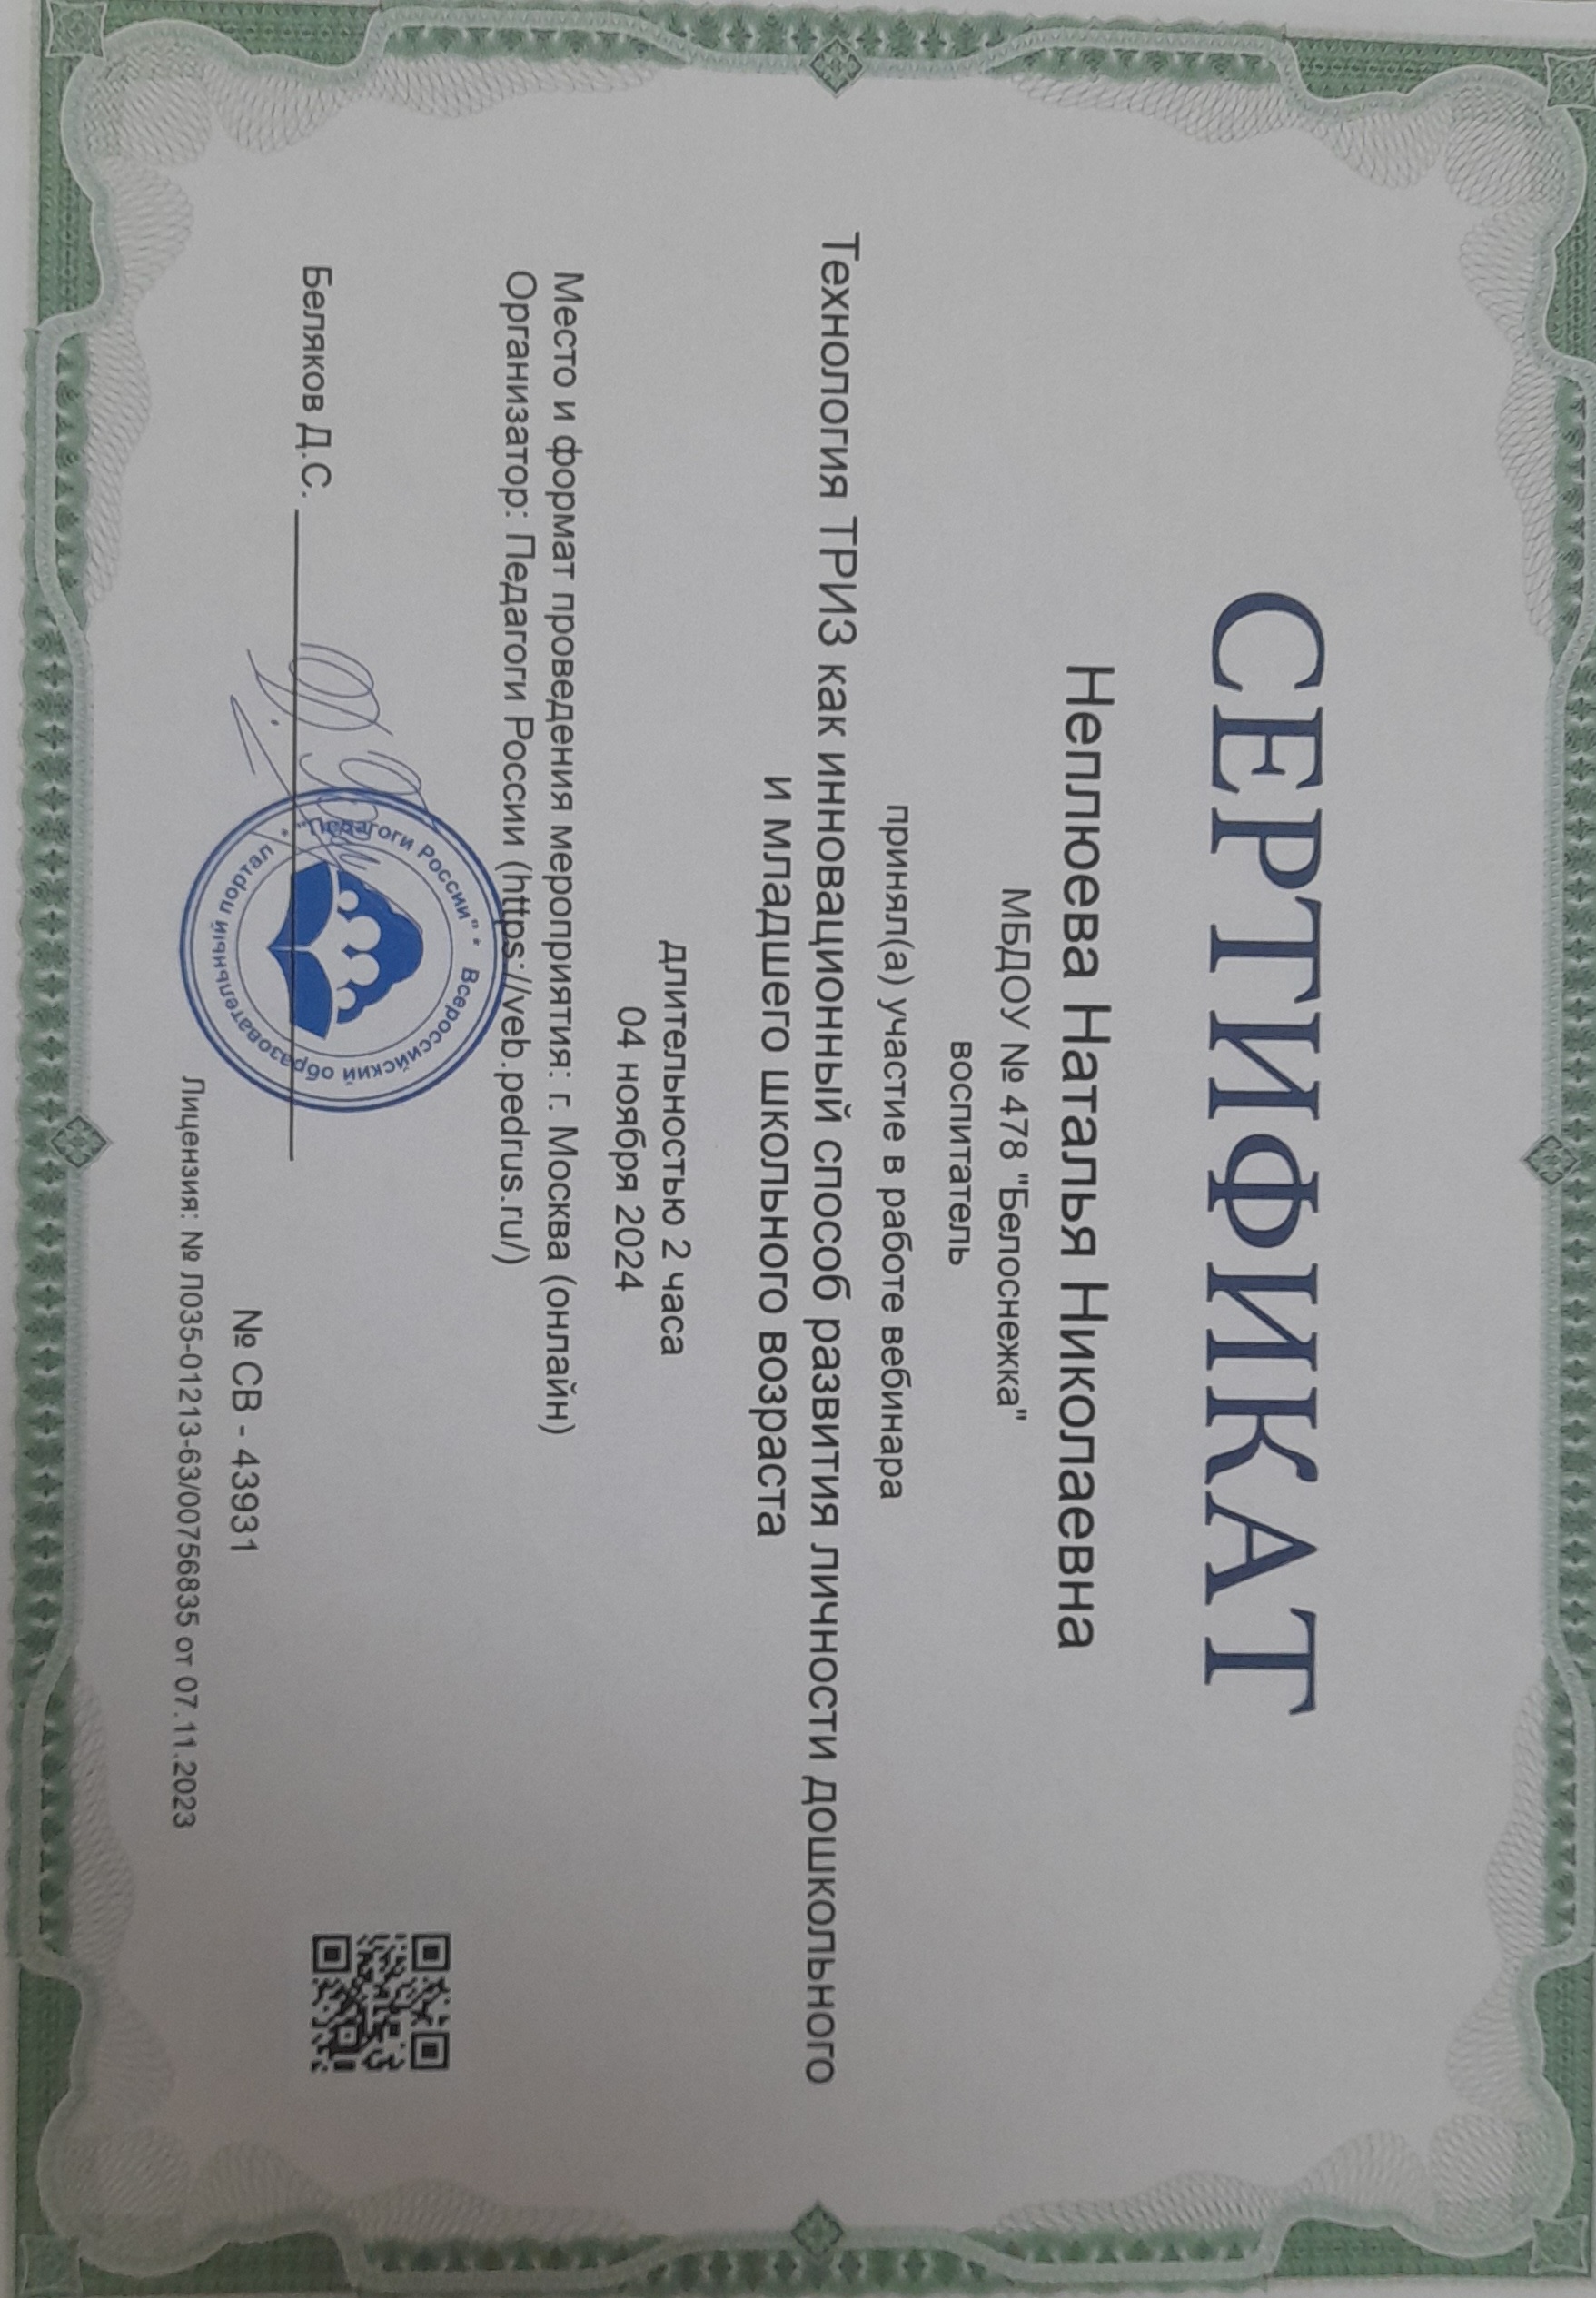 СЕРТИФИКАТ
Неплюева Наталья Николаевна
МБДОУ № 478 "Белоснежка"
воспитатель
принял(а) участие в работе вебинара
Технология ТРИЗ как инновационный способ развития личности дошкольного
и младшего школьного возраста
длительностью 2 часа
04 ноября 2024
Место и формат проведения мероприятия: г. Москва (онлайн)
Организатор: Педагоги России (https://veb.pedrus.ru/)
Беляков Д.С.
* "Педагоги России" * Всероссийский образовательный портал
№ СВ - 43931
Лицензия: № Л035-01213-63/00756835 от 07.11.2023